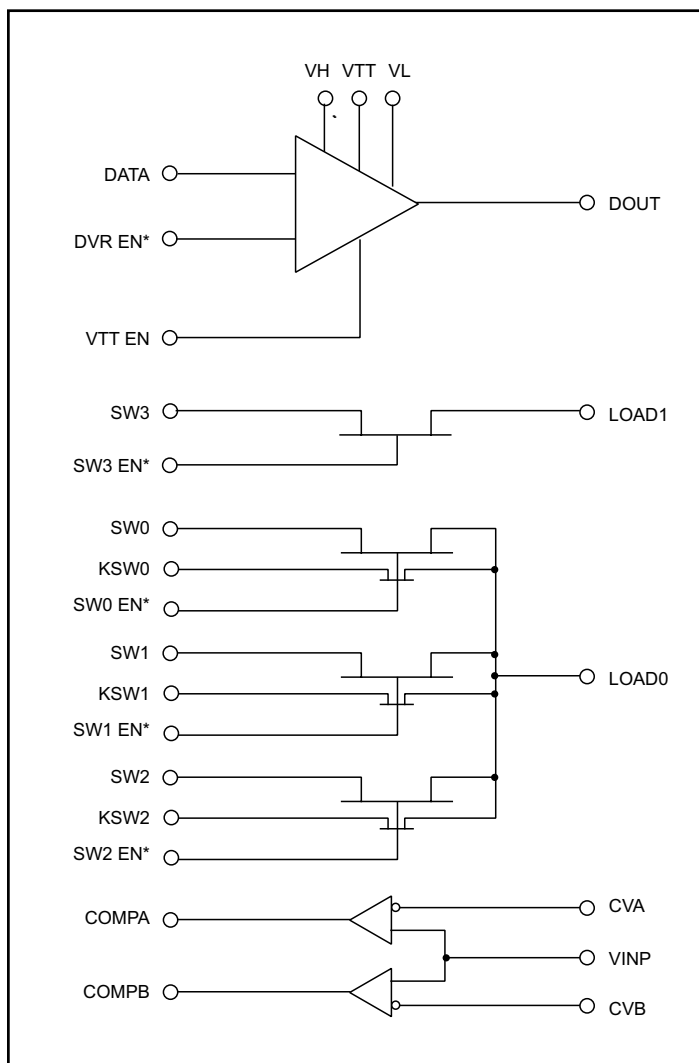 VH VTT VL
DATA
DOUT
DVR EN*
VTT EN
SW3
LOAD1
SW3 EN*
SW0
KSW0
SW0 EN*
SW1
LOAD0
KSW1
SW1 EN*
SW2
KSW2
SW2 EN*
CVA
COMPA
VINP
COMPB
CVB